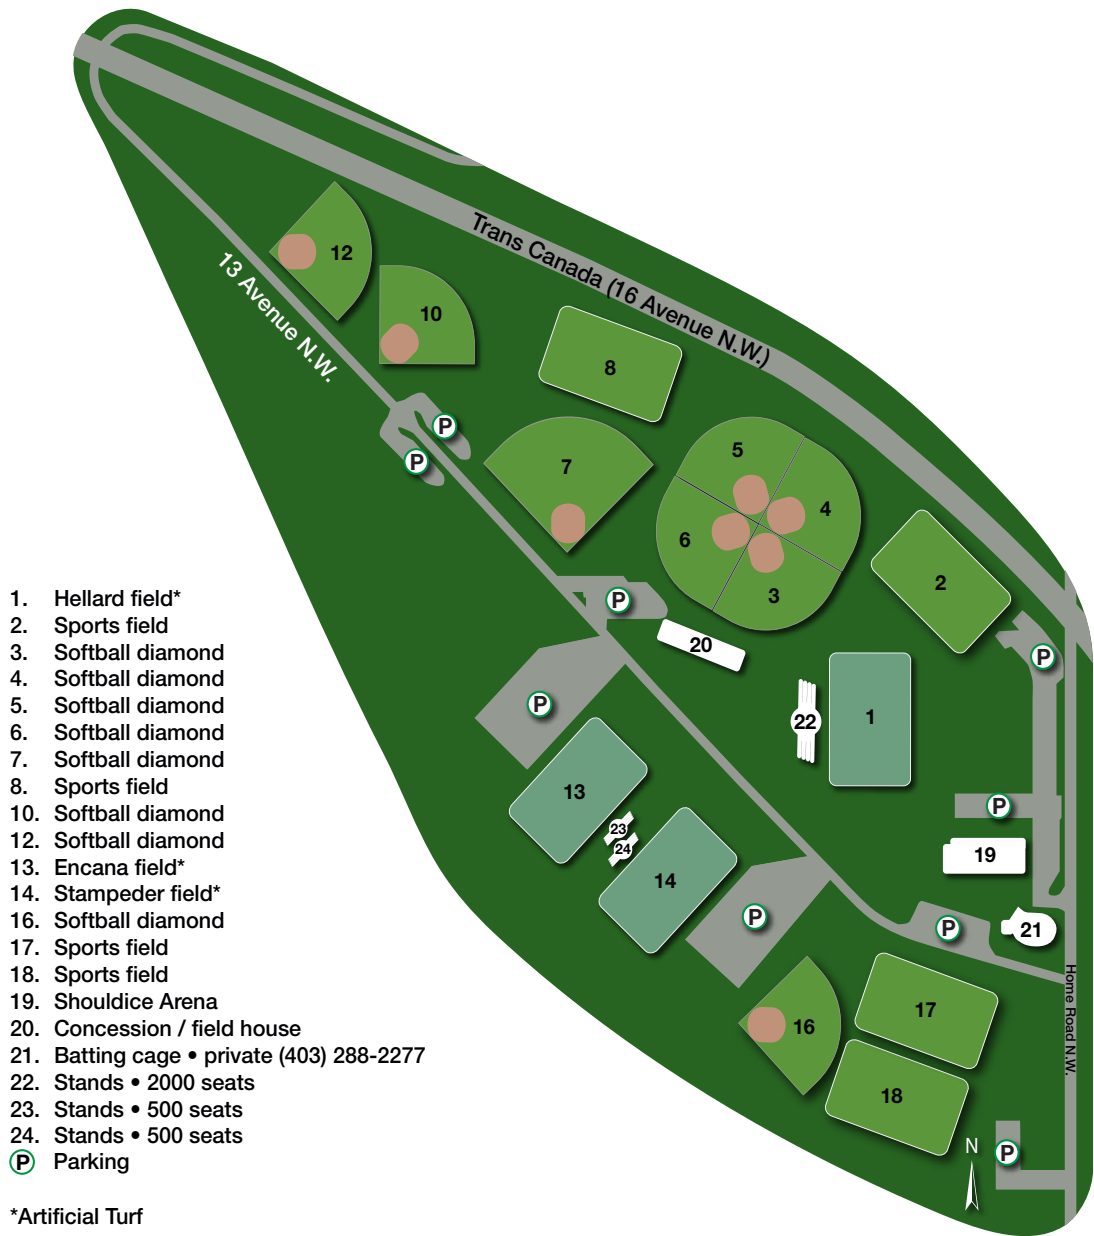 Trans Canada (16 Avenue N.W.)
13 Avenue N.W.
12
10
8
P
P
7
5
4
6
3
2
P
20
P
22
1
P
13
23
24
14
P
19
P
P
21
Home Road N.W.
17
16
18
N
P
1. Hellard field*
2. Sports field
3. Softball diamond
4. Softball diamond
5. Softball diamond
6. Softball diamond
7. Softball diamond
8. Sports field
10. Softball diamond
12. Softball diamond
13. Encana field*
14. Stampeder field*
16. Softball diamond
17. Sports field
18. Sports field
19. Shouldice Arena
20. Concession / field house
21. Batting cage • private (403) 288-2277
22. Stands • 2000 seats
23. Stands • 500 seats
24. Stands • 500 seats
P Parking
*Artificial Turf